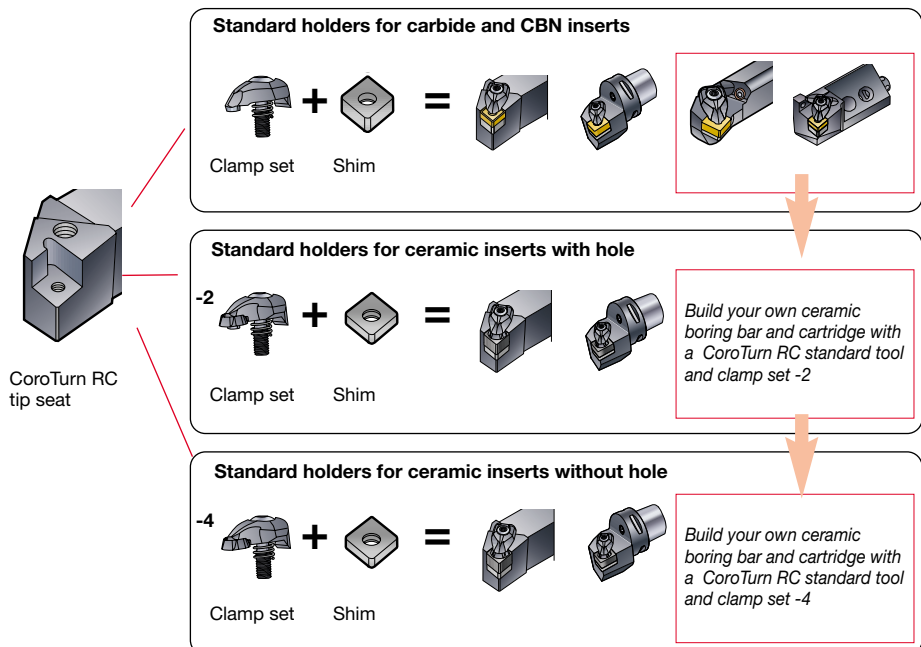 Standard holders for carbide and CBN inserts
+
=
Clamp set
Shim
CoroTurn RC
tip seat
Standard holders for ceramic inserts with hole
-2
+
=
Clamp set
Shim
Build your own ceramic
boring bar and cartridge with
a CoroTurn RC standard tool
and clamp set -2
Standard holders for ceramic inserts without hole
-4
+
=
Clamp set
Shim
Build your own ceramic
boring bar and cartridge with
a CoroTurn RC standard tool
and clamp set -4